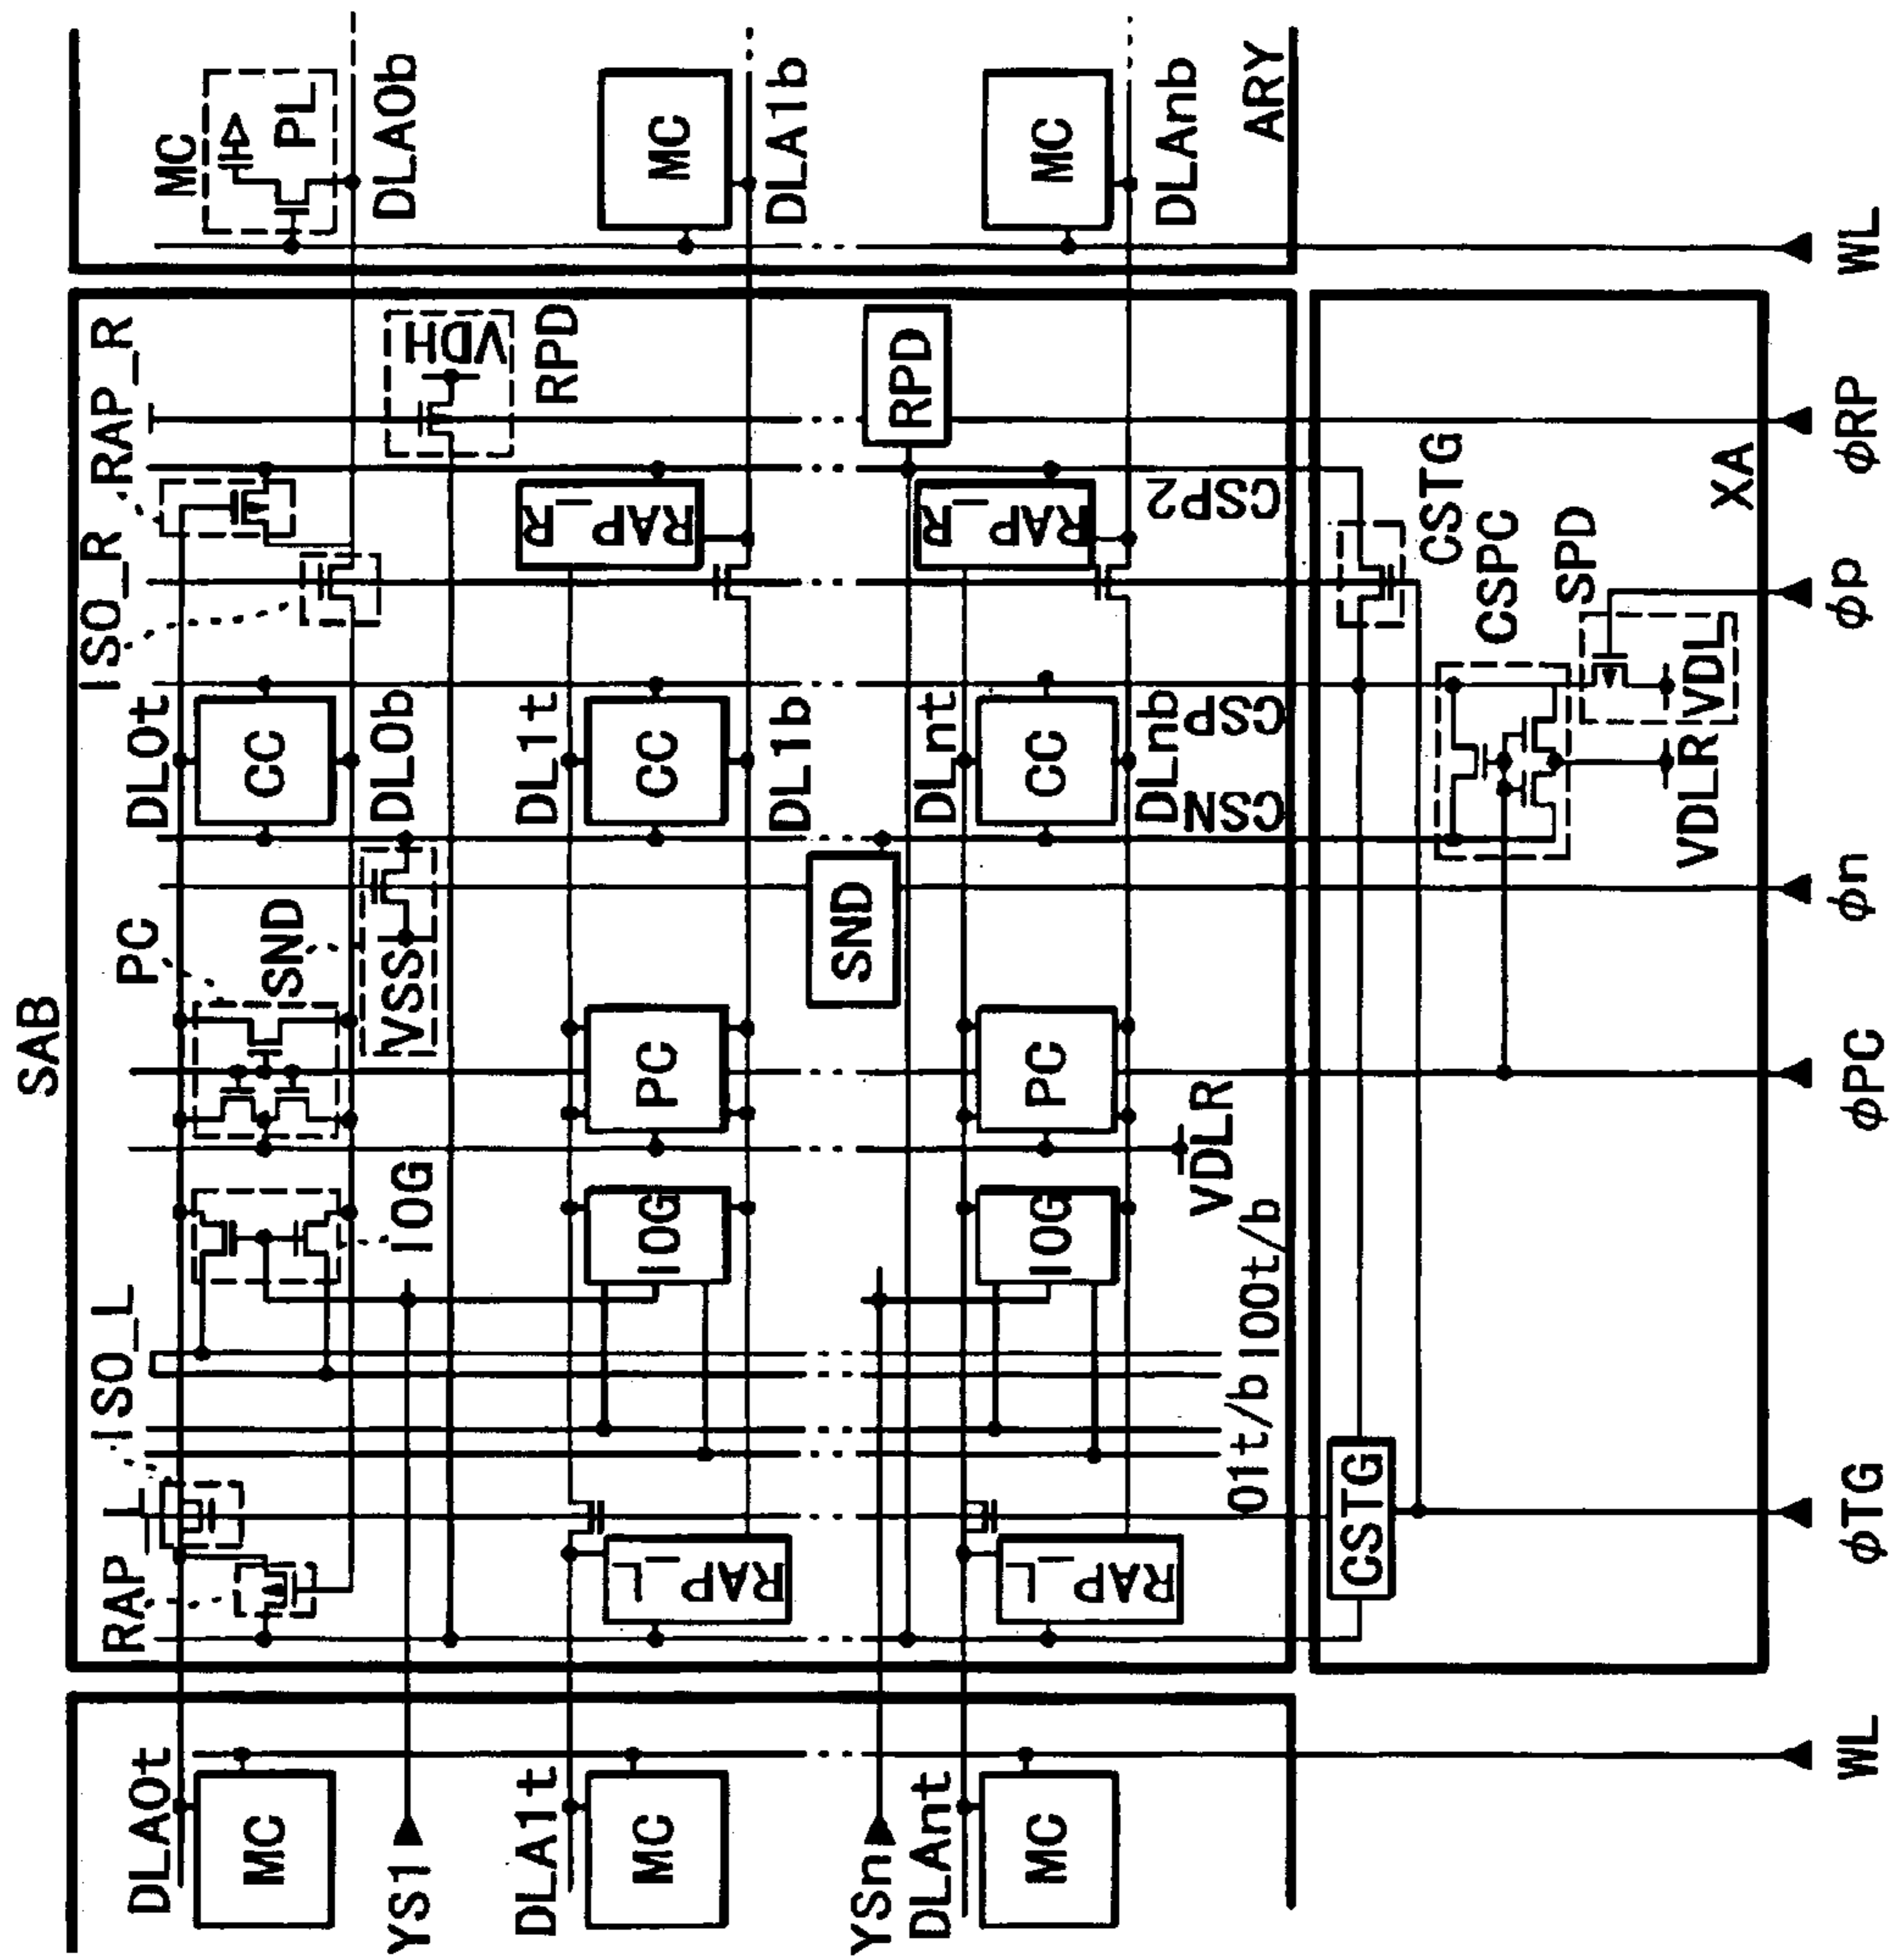 SAB
DLA0t
MC
YS1
DLA1t
MC
YSn
DLAnt
MC
WL
RAP_L
ISO_L
IOG
PC
SND
VSS
DL0t
CC
DL0b
ISO_R
RAP_R
VDH
RPD
MC
PL
DLA0b
RAP_L
IOG
PC
DL1t
CC
DL1b
RAP_R
MC
DLA1b
SND
RPD
RAP_L
IOG
PC
DLnt
CC
DLnb
RAP_R
MC
DLAnb
ARY
01t/b
IO0t/b
VDLR
CSN
CSP
CSP2
CSTG
CSTG
CSPC
SPD
VDLR
VDL
XA
φTG
φPC
φn
φp
φRP
WL